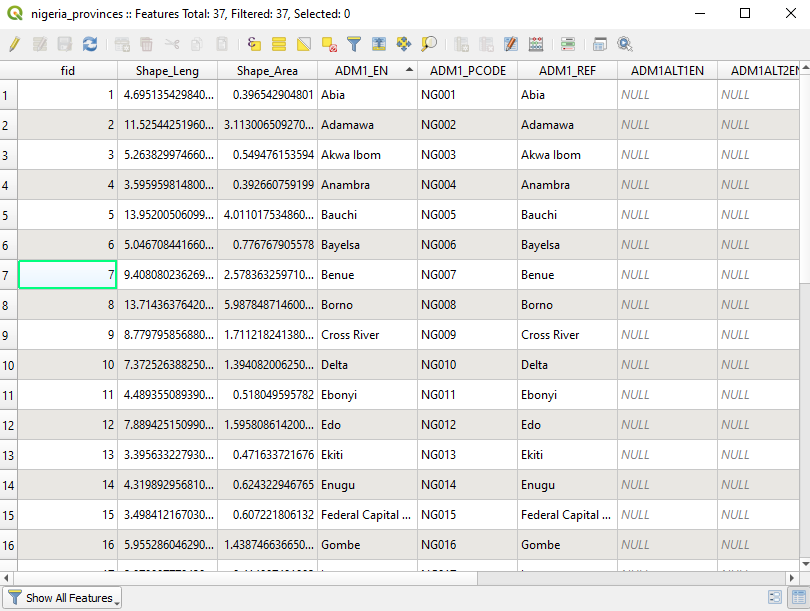 nigeria_provinces :: Features Total: 37, Filtered: 37, Selected: 0
fid Shape_Leng Shape_Area ADM1_EN ADM1_PCODE ADM1_REF ADM1ALT1EN ADM1ALT2EN
1 1 4.695135429840... 0.396542904801 Abia NG001 Abia NULL NULL
2 2 11.52544251960... 3.113006509270... Adamawa NG002 Adamawa NULL NULL
3 3 5.263829974660... 0.549476153594 Akwa Ibom NG003 Akwa Ibom NULL NULL
4 4 3.595959814800... 0.392660759199 Anambra NG004 Anambra NULL NULL
5 5 13.95200506099... 4.011017534860... Bauchi NG005 Bauchi NULL NULL
6 6 5.046708441660... 0.776767905578 Bayelsa NG006 Bayelsa NULL NULL
7 7 9.408080236269... 2.578363259710... Benue NG007 Benue NULL NULL
8 8 13.71436376420... 5.987848714600... Borno NG008 Borno NULL NULL
9 9 8.779795856880... 1.711218241380... Cross River NG009 Cross River NULL NULL
10 10 7.372526388250... 1.394082006250... Delta NG010 Delta NULL NULL
11 11 4.489355089390... 0.518049595782 Ebonyi NG011 Ebonyi NULL NULL
12 12 7.889425150990... 1.595808614200... Edo NG012 Edo NULL NULL
13 13 3.395633227930... 0.471633721676 Ekiti NG013 Ekiti NULL NULL
14 14 4.319892956810... 0.624322946765 Enugu NG014 Enugu NULL NULL
15 15 3.498412167030... 0.607221806132 Federal Capital ... NG015 Federal Capital ... NULL NULL
16 16 5.955286046290... 1.438746636650... Gombe NG016 Gombe NULL NULL
Show All Features